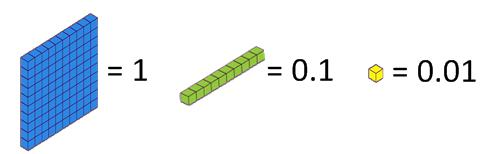 = 1 = 0.1 = 0.01